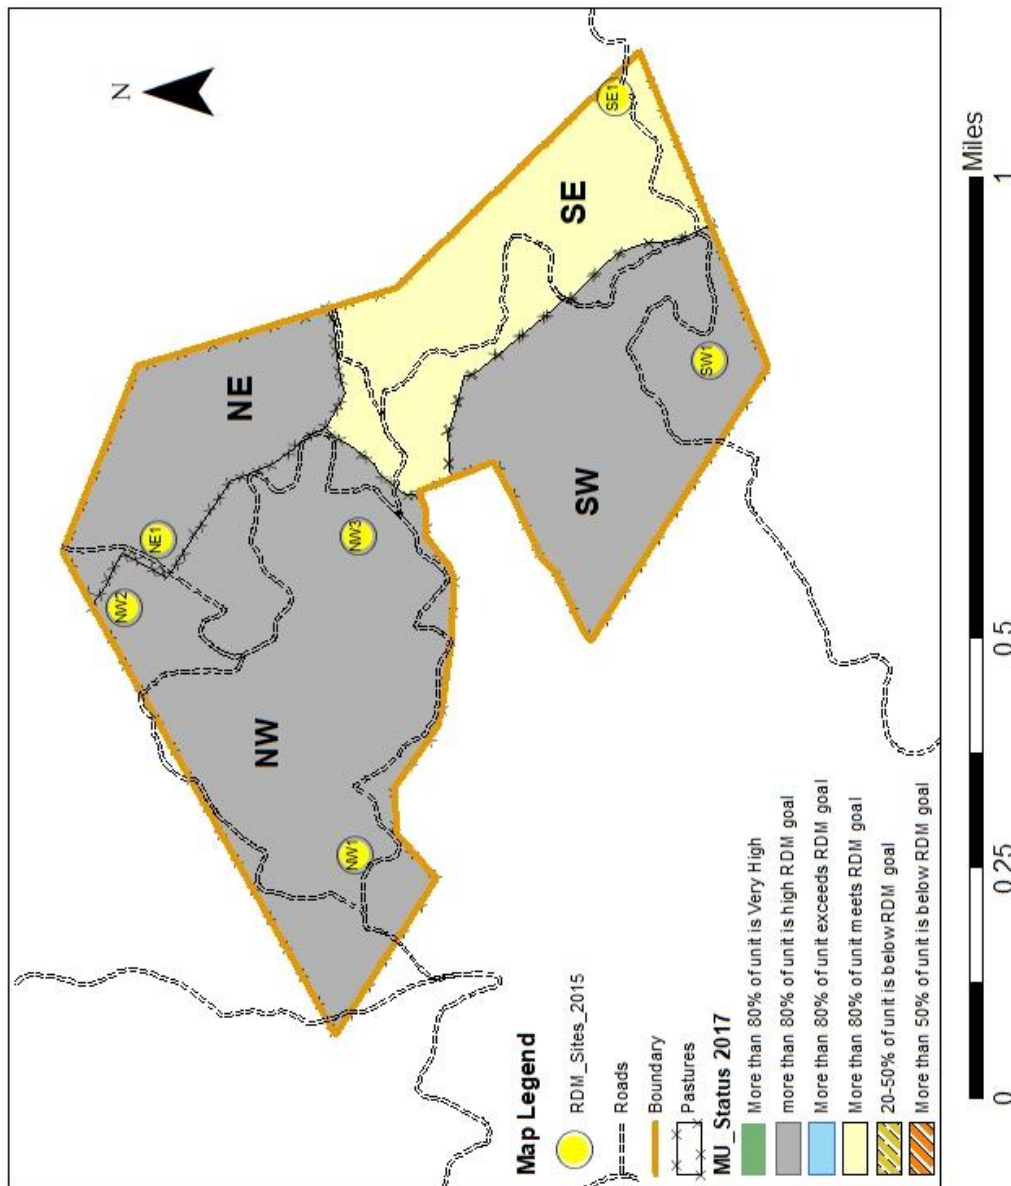 N
NE
NW
SE
SW
NW2
NE1
NW3
NW1
SE1
SW1
Map Legend
RDM_Sites_2015
Roads
Boundary
Pastures
MU_Status 2017
More than 80% of unit is Very High
more than 80% of unit is high RDM goal
More than 80% of unit exceeds RDM goal
More than 80% of unit meets RDM goal
20-50% of unit is below RDM goal
More than 50% of unit is below RDM goal
0 0.25 0.5 1
Miles